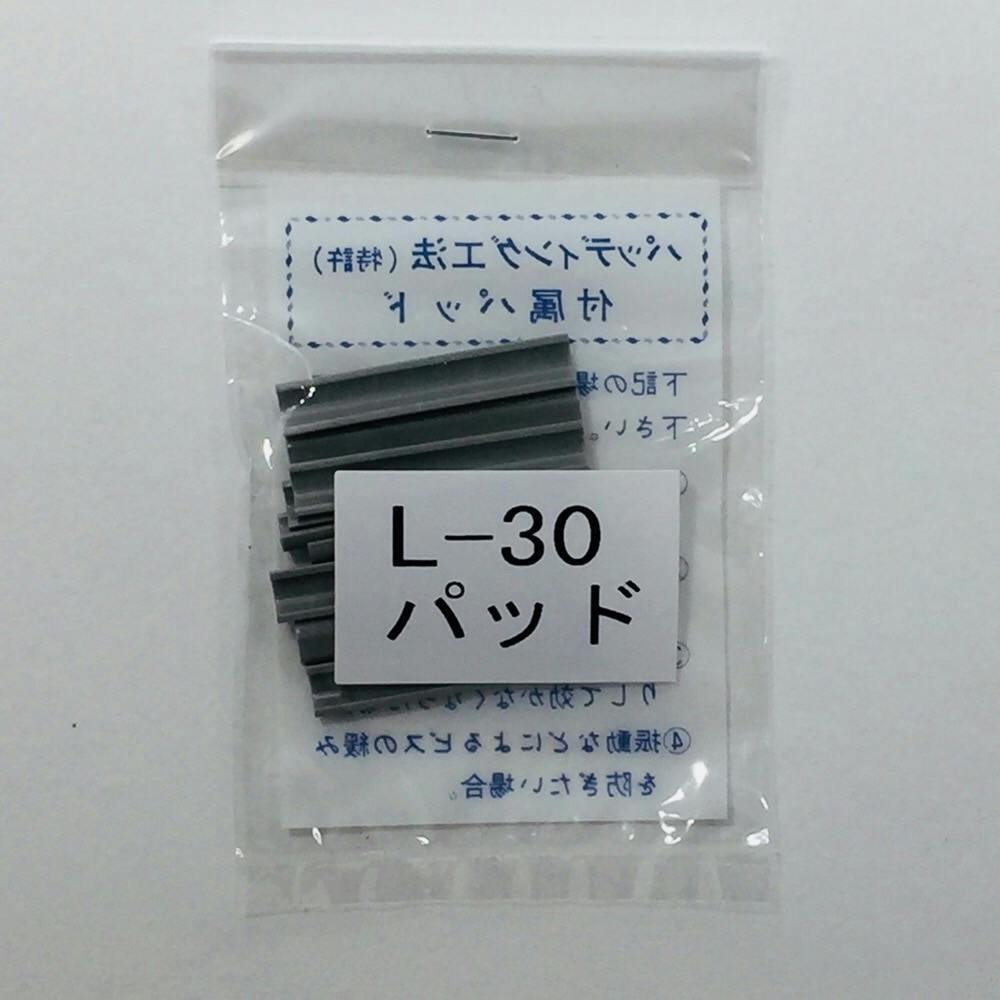 パッディング工法（特許）
付属パッド
下記の場
下さい。
L-30
パッド
りして効かなくなっ
④振動などによるビスの緩み
を防ぎたい場合。